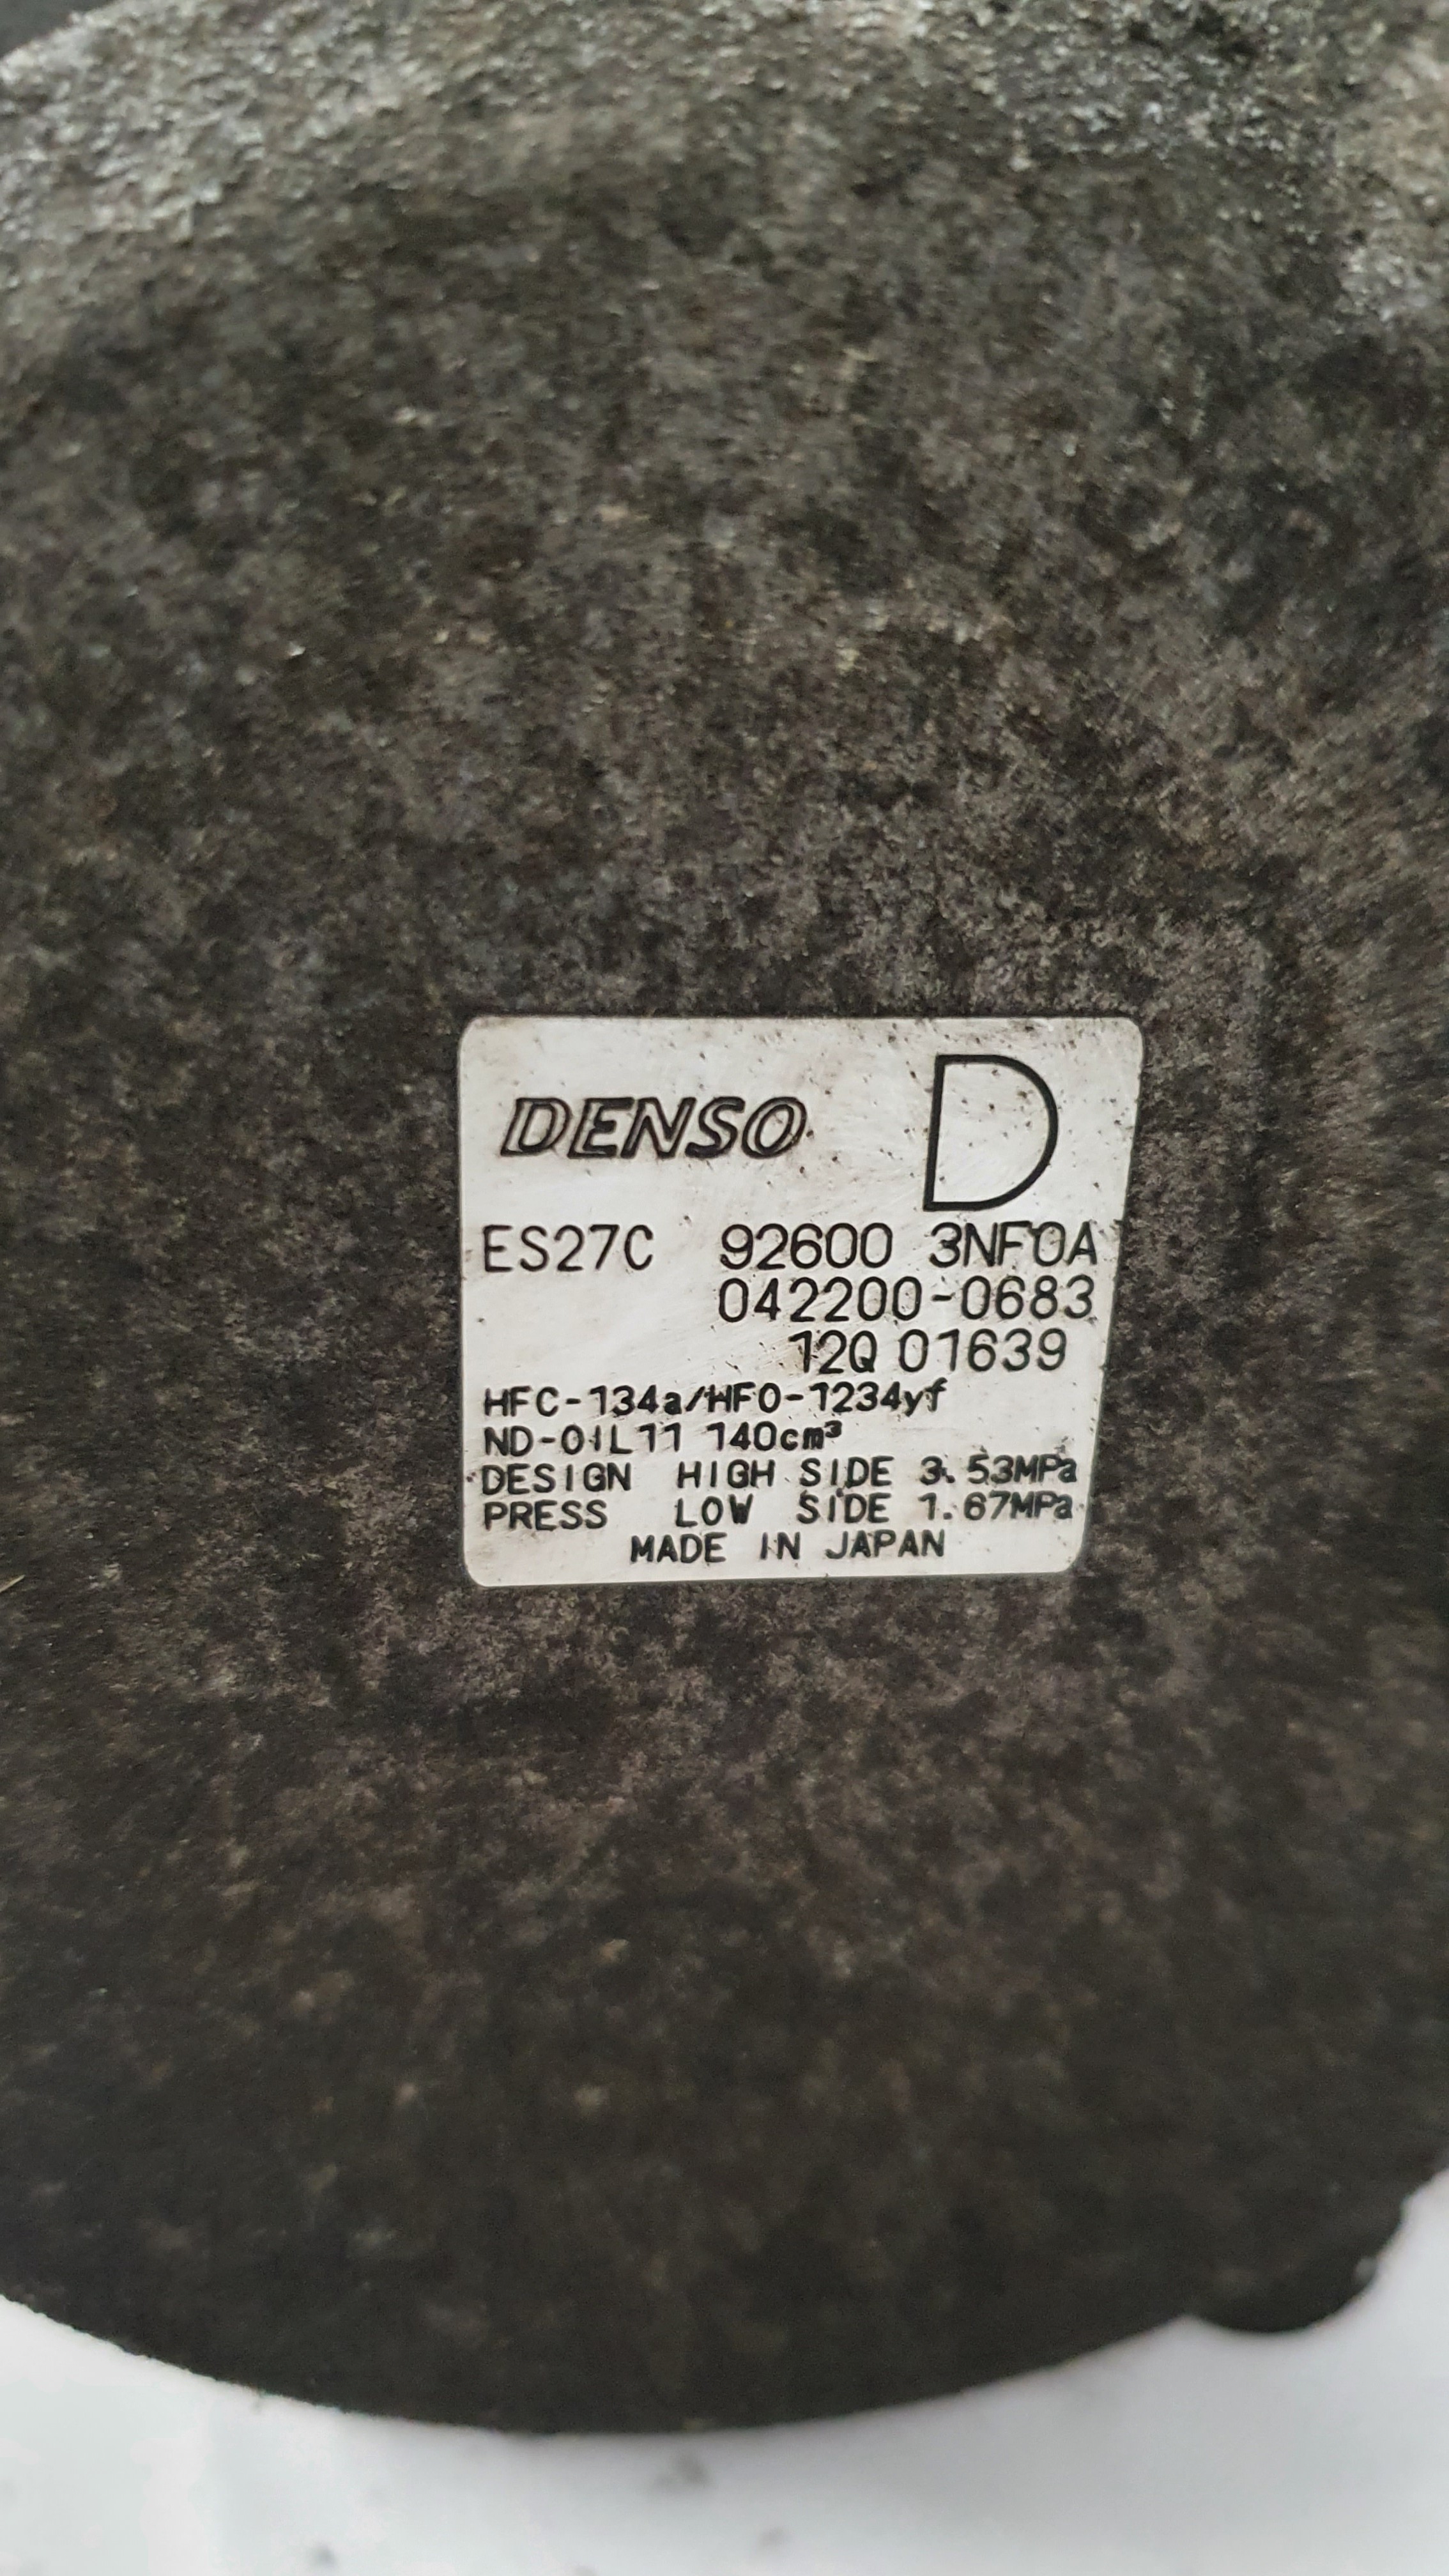 DENSO D
ES27C 92600 3NF0A
042200-0683
12Q 01639
HFC-134a/HFO-1234yf
ND-OIL11 140cm³
DESIGN HIGH SIDE 3.53MPa
PRESS LOW SIDE 1.67MPa
MADE IN JAPAN